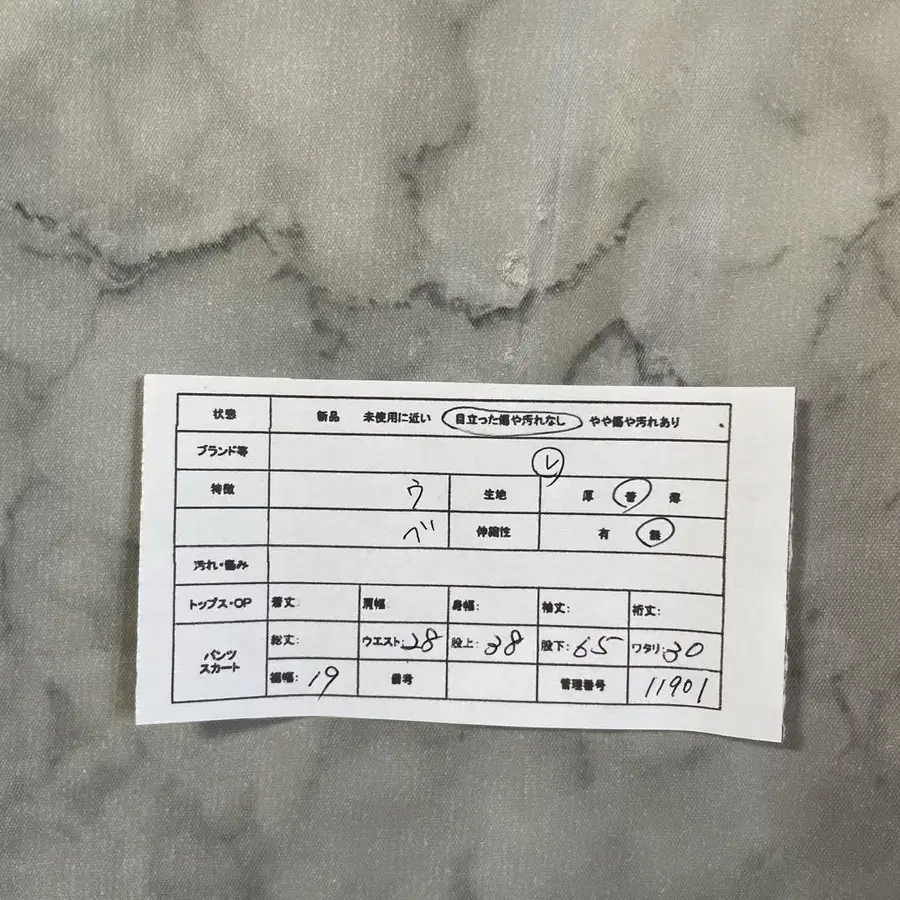 状態 新品 未使用に近い 目立った傷や汚れなし やや傷や汚れあり
ブランド等 レ
特徴 ウ 生地 厚 普 薄
ベ 伸縮性 有 無
汚れ・傷み
トップス・OP 着丈: 肩幅: 身幅: 袖丈: 裄丈:
パンツ スカート 総丈: ウエスト:28 股上:38 股下:65 ワタリ:30
裾幅:19 備考 管理番号 11901